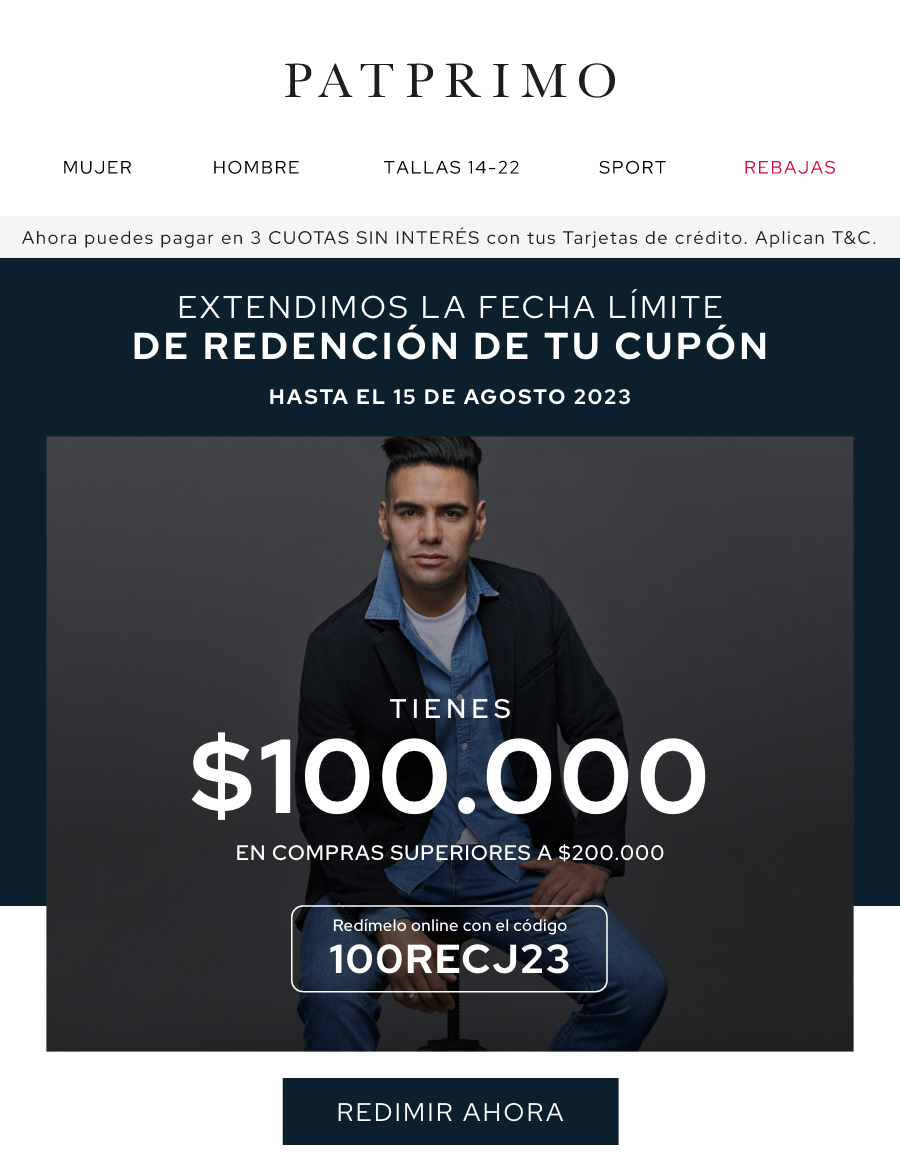 PATPRIMO
MUJER HOMBRE TALLAS 14-22 SPORT REBAJAS
Ahora puedes pagar en 3 CUOTAS SIN INTERÉS con tus Tarjetas de crédito. Aplican T&C.
EXTENDIMOS LA FECHA LÍMITE
DE REDENCIÓN DE TU CUPÓN
HASTA EL 15 DE AGOSTO 2023
TIENES
$100.000
EN COMPRAS SUPERIORES A $200.000
Redímelo online con el código
100RECJ23
REDIMIR AHORA